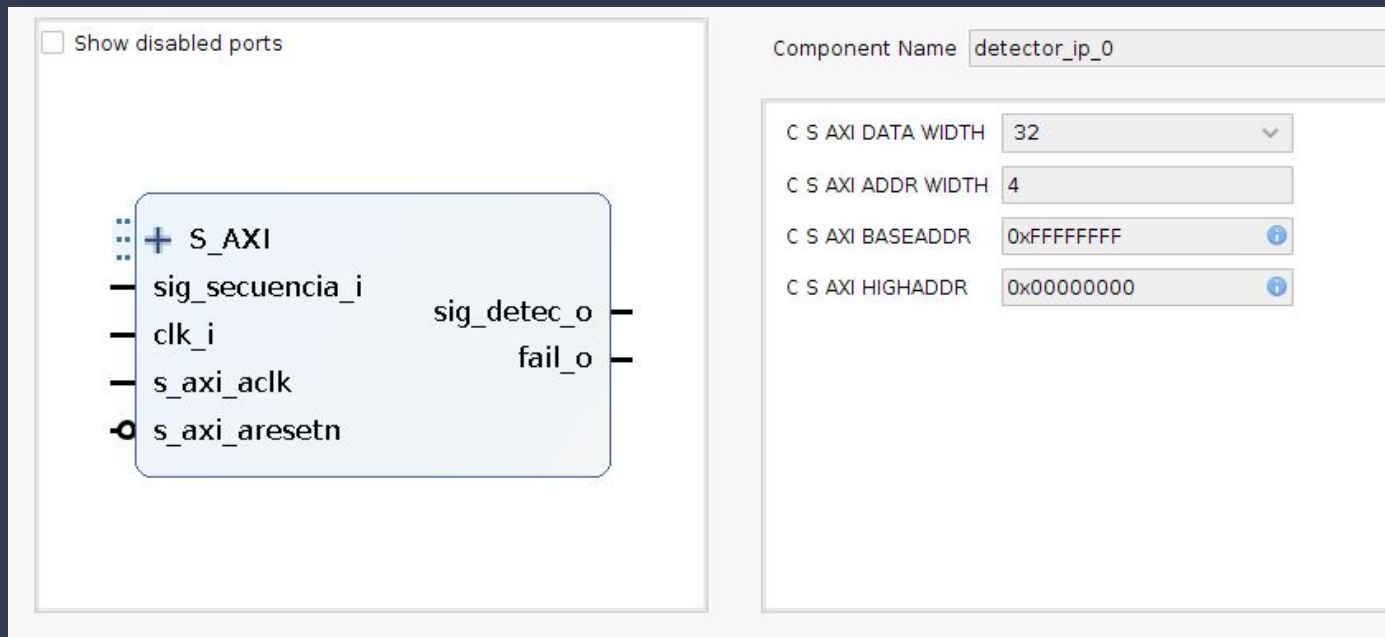 Show disabled ports
S_AXI
sig_secuencia_i
clk_i
s_axi_aclk
s_axi_aresetn
sig_detec_o
fail_o
Component Name detector_ip_0
C S AXI DATA WIDTH 32
C S AXI ADDR WIDTH 4
C S AXI BASEADDR 0xFFFFFFFF
C S AXI HIGHADDR 0x00000000